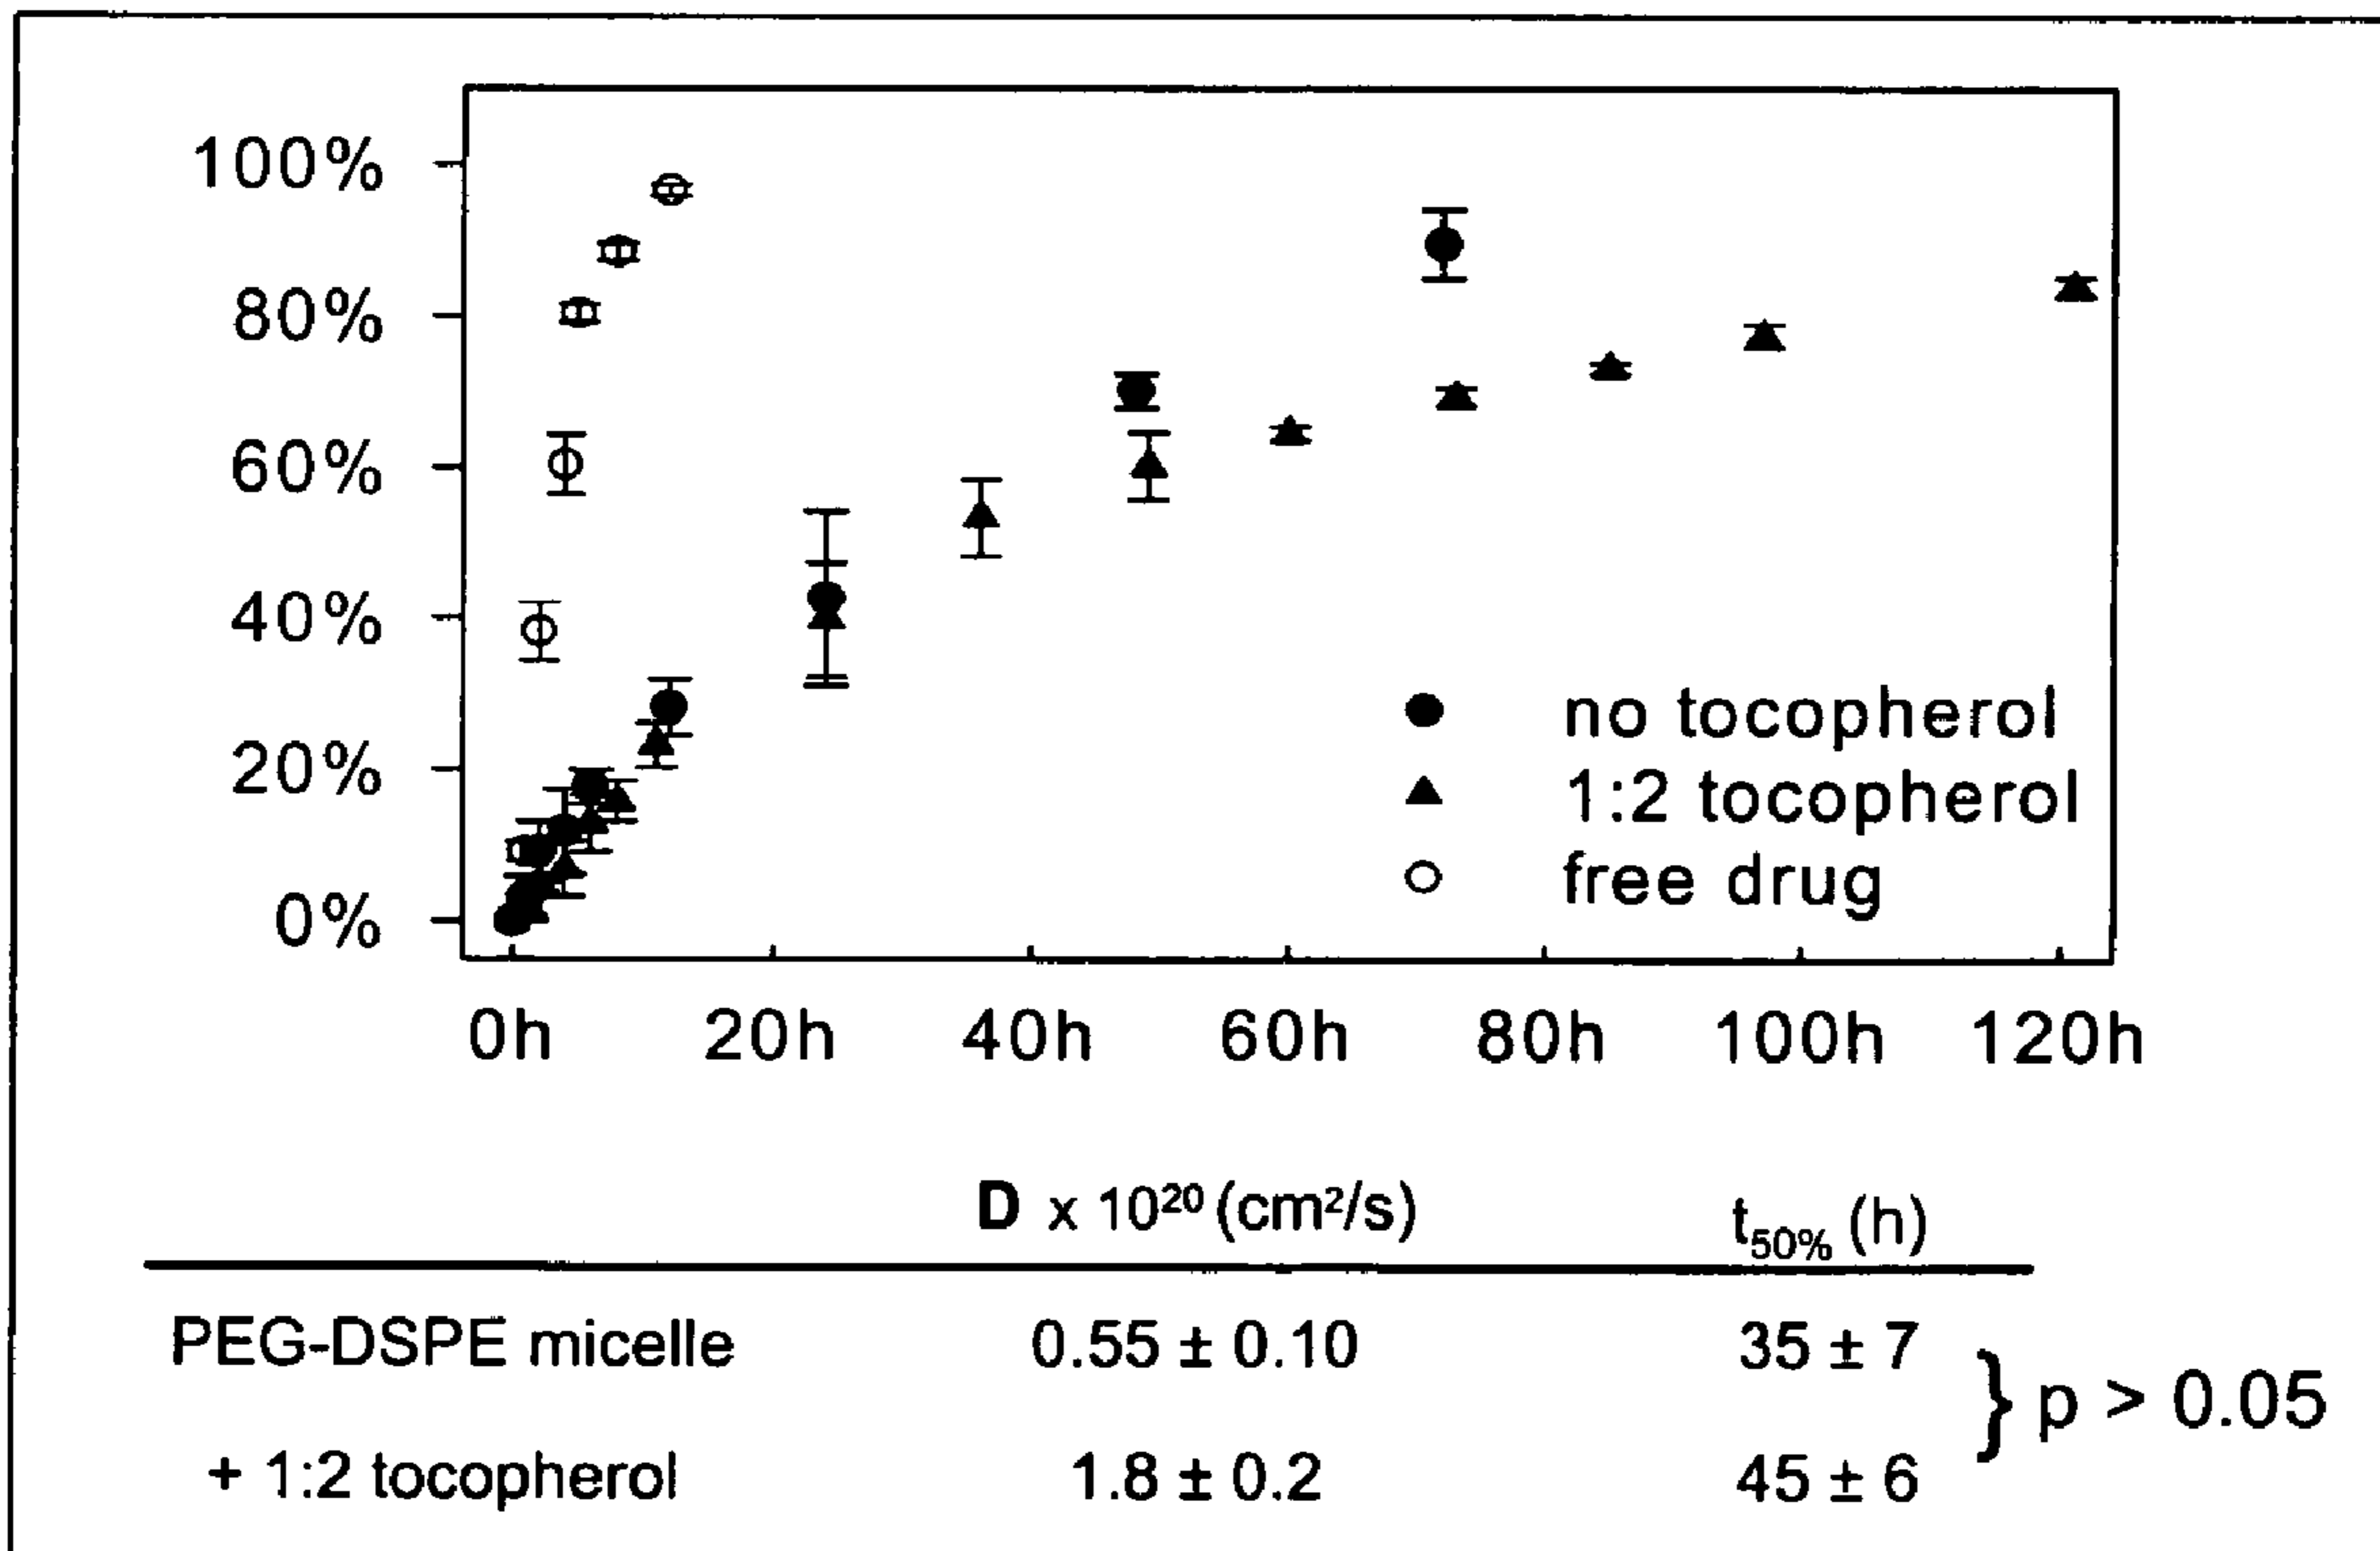 100%
80%
60%
40%
20%
0%
no tocopherol
1:2 tocopherol
free drug
0h 20h 40h 60h 80h 100h 120h
D x 10²⁰ (cm²/s) t₅₀% (h)
PEG-DSPE micelle 0.55 ± 0.10 35 ± 7
} p > 0.05
+ 1:2 tocopherol 1.8 ± 0.2 45 ± 6